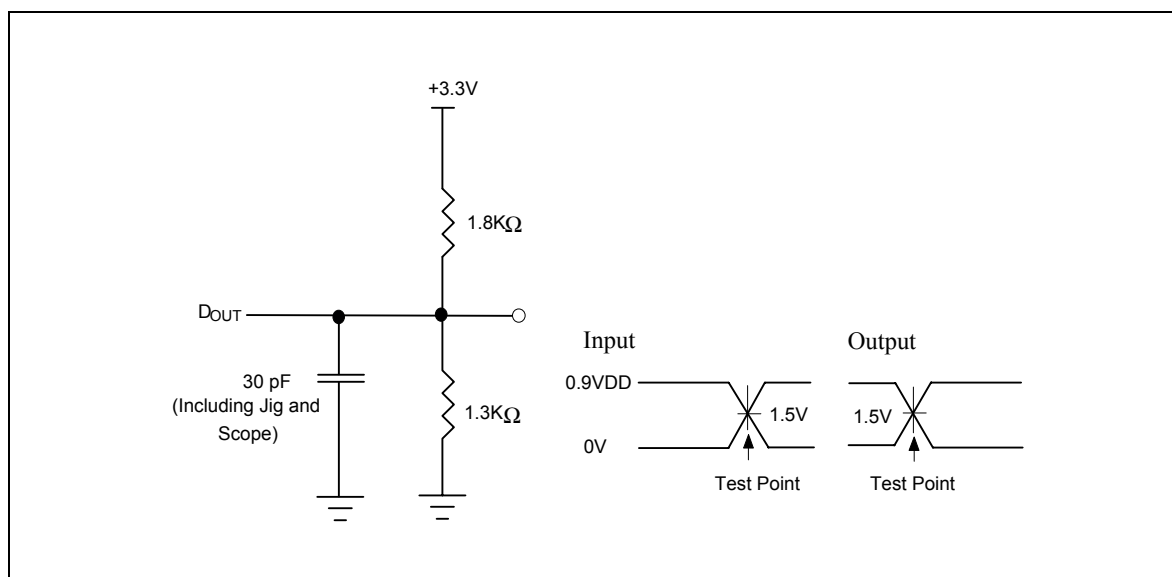 +3.3V
1.8KΩ
DOUT
30 pF
(Including Jig and
Scope)
1.3KΩ
Input
Output
0.9VDD
1.5V
1.5V
0V
Test Point
Test Point